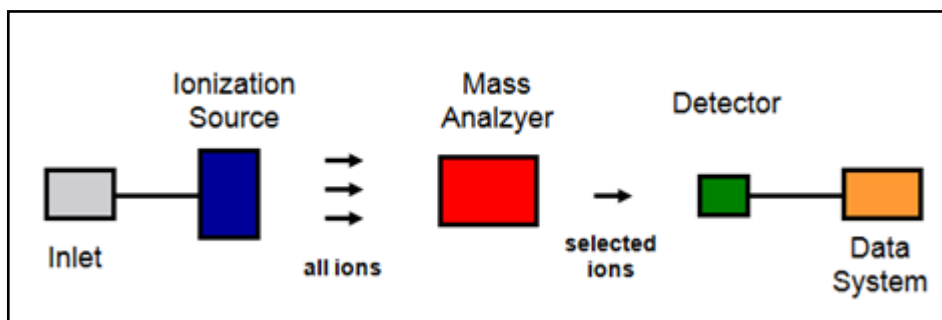 Ionization
Source
Mass
Analzyer
Detector
Inlet
all ions
selected
ions
Data
System